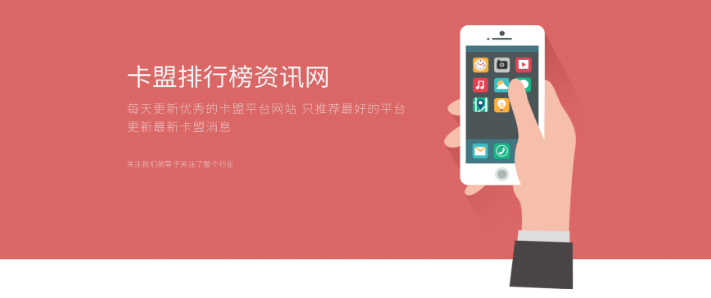 卡盟排行榜资讯网
每天更新优秀的卡盟平台网站 只推荐最好的平台
更新最新卡盟消息
关注我们就等于关注了整个行业